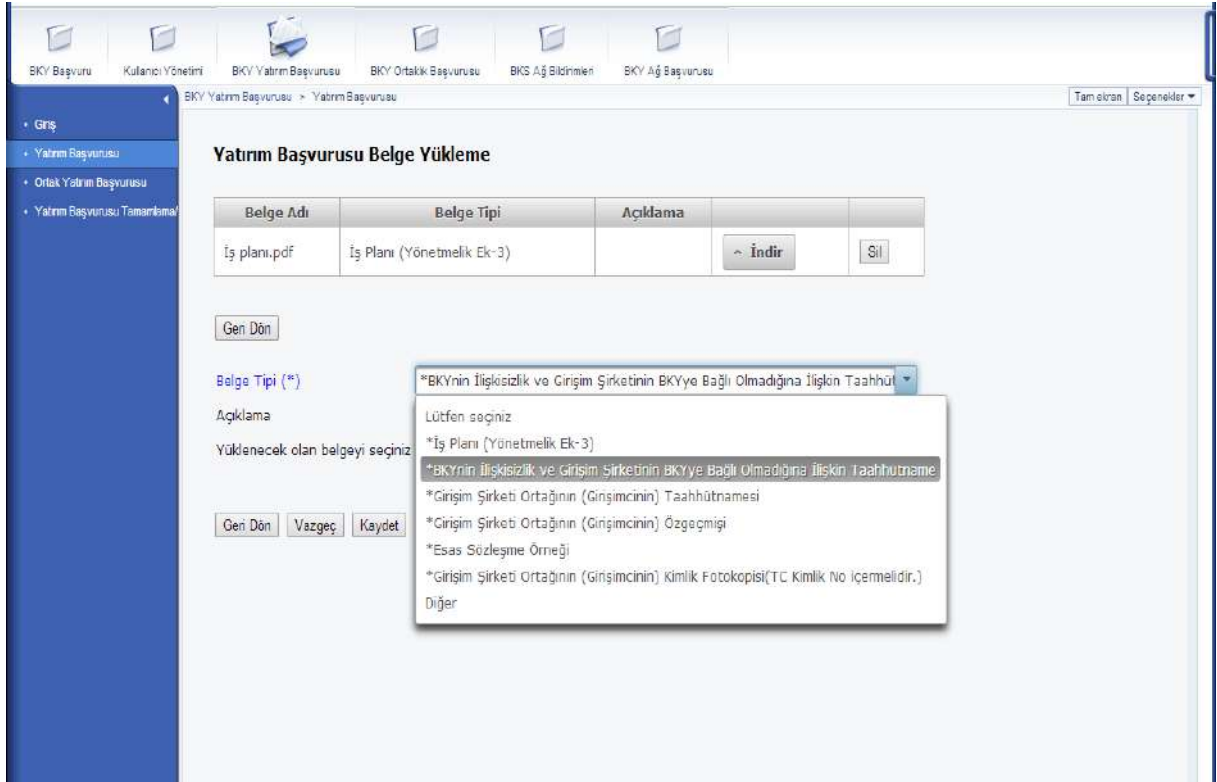 BKY Başvuru Kullanıcı Yönetimi BKY Yatırım Başvurusu BKY Ortaklık Başvurusu BKS Ağ Bildirimleri BKY Ağ Başvurusu
BKY Yatırım Başvurusu > Yatırım Başvurusu Tam ekran Seçenekler
Giriş
Yatırım Başvurusu
Ortak Yatırım Başvurusu
Yatırım Başvurusu Tamamlama/
Yatırım Başvurusu Belge Yükleme
Belge Adı Belge Tipi Açıklama
İş planı.pdf İş Planı (Yönetmelik Ek-3) İndir Sil
Geri Dön
Belge Tipi (*) *BKYnin İlişkisizlik ve Girişim Şirketinin BKYye Bağlı Olmadığına İlişkin Taahhüt
Açıklama
Yüklenecek olan belgeyi seçiniz
Lütfen seçiniz
*İş Planı (Yönetmelik Ek-3)
*BKYnin İlişkisizlik ve Girişim Şirketinin BKYye Bağlı Olmadığına İlişkin Taahhütname
*Girişim Şirketi Ortağının (Girişimcinin) Taahhütnamesi
*Girişim Şirketi Ortağının (Girişimcinin) Özgeçmişi
*Esas Sözleşme Örneği
*Girişim Şirketi Ortağının (Girişimcinin) Kimlik Fotokopisi(TC Kimlik No içermelidir.)
Diğer
Geri Dön Vazgeç Kaydet